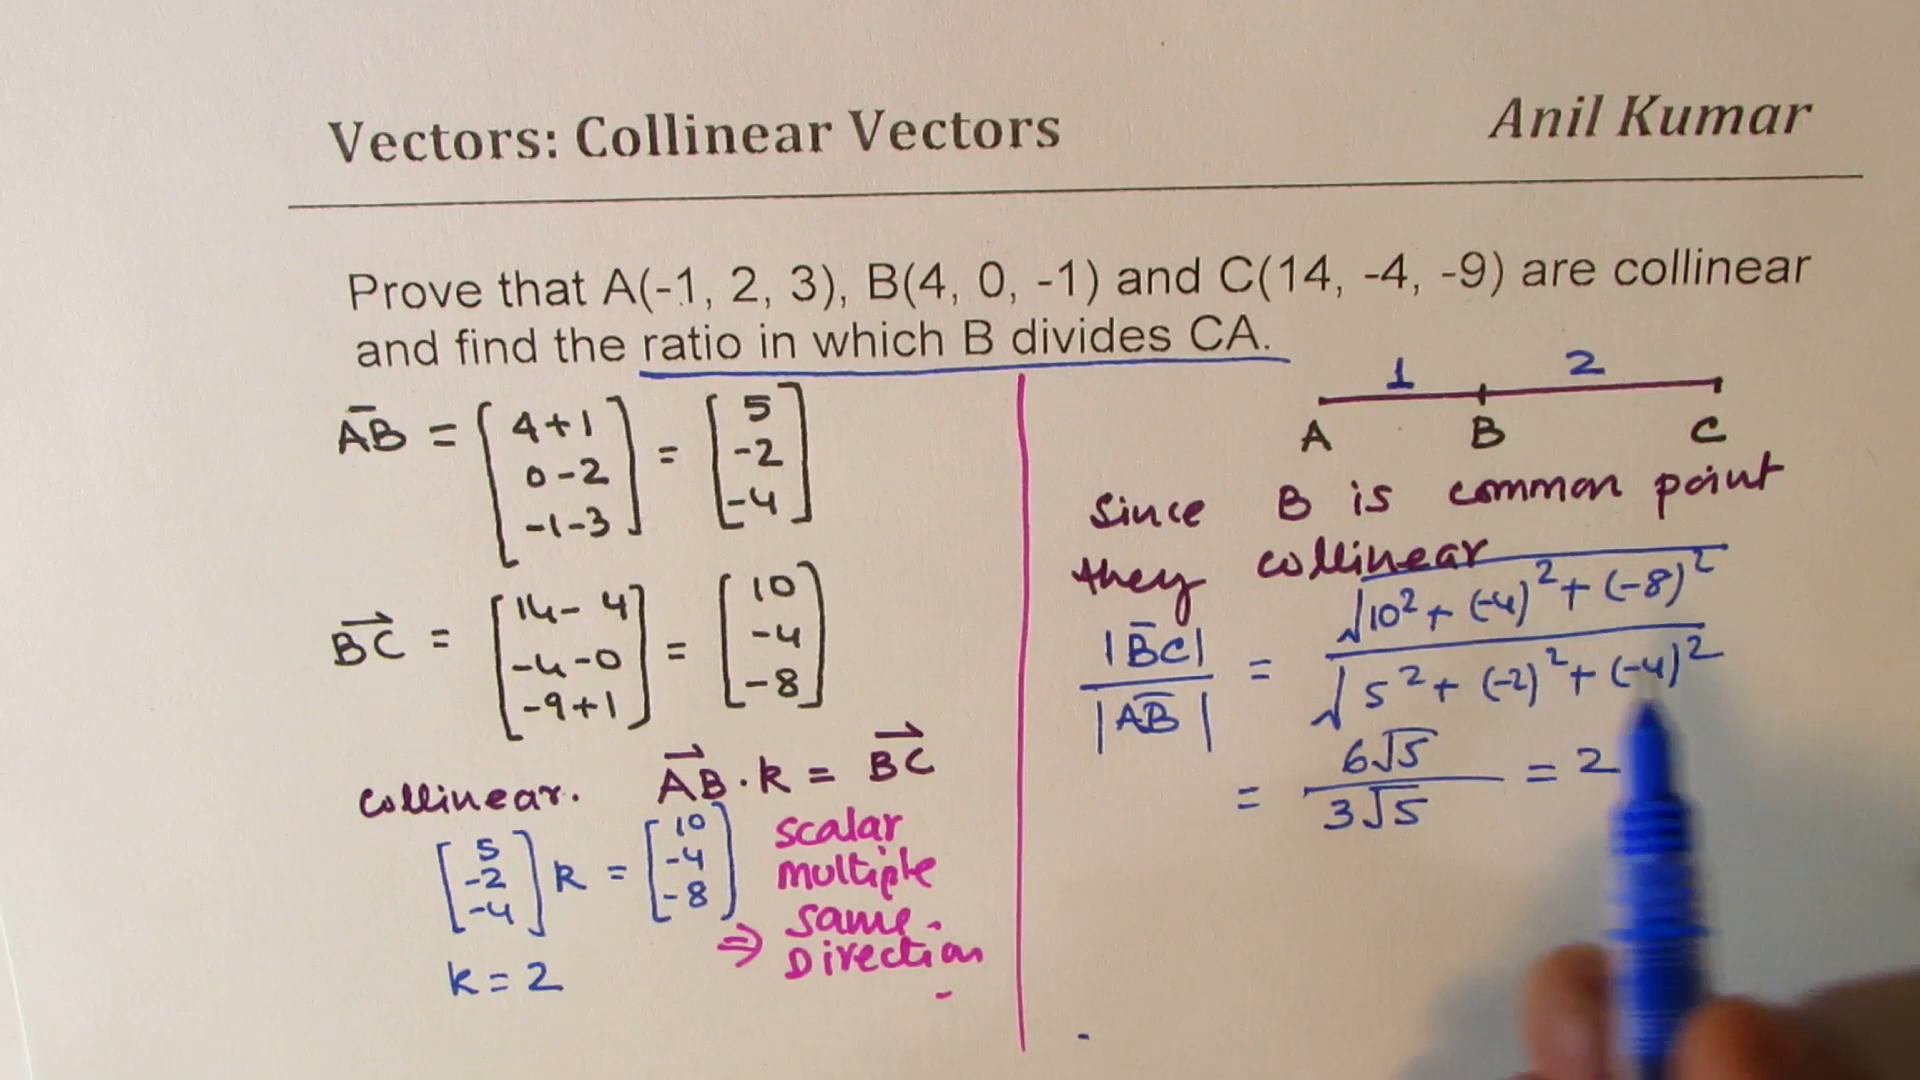 Vectors: Collinear Vectors
Anil Kumar
Prove that A(-1, 2, 3), B(4, 0, -1) and C(14, -4, -9) are collinear
and find the ratio in which B divides CA.
AB = [4+1 0-2 -1-3] = [5 -2 -4]
BC = [14-4 -4-0 -9+1] = [10 -4 -8]
Collinear. AB . k = BC
[5 -2 -4] k = [10 -4 -8]
k = 2
scalar
multiple
⇒ same
Direction
1 2
A B C
Since B is common point
they collinear
|BC| / |AB| = √10² + (-4)² + (-8)² / √5² + (-2)² + (-4)²
= 6√5 / 3√5 = 2